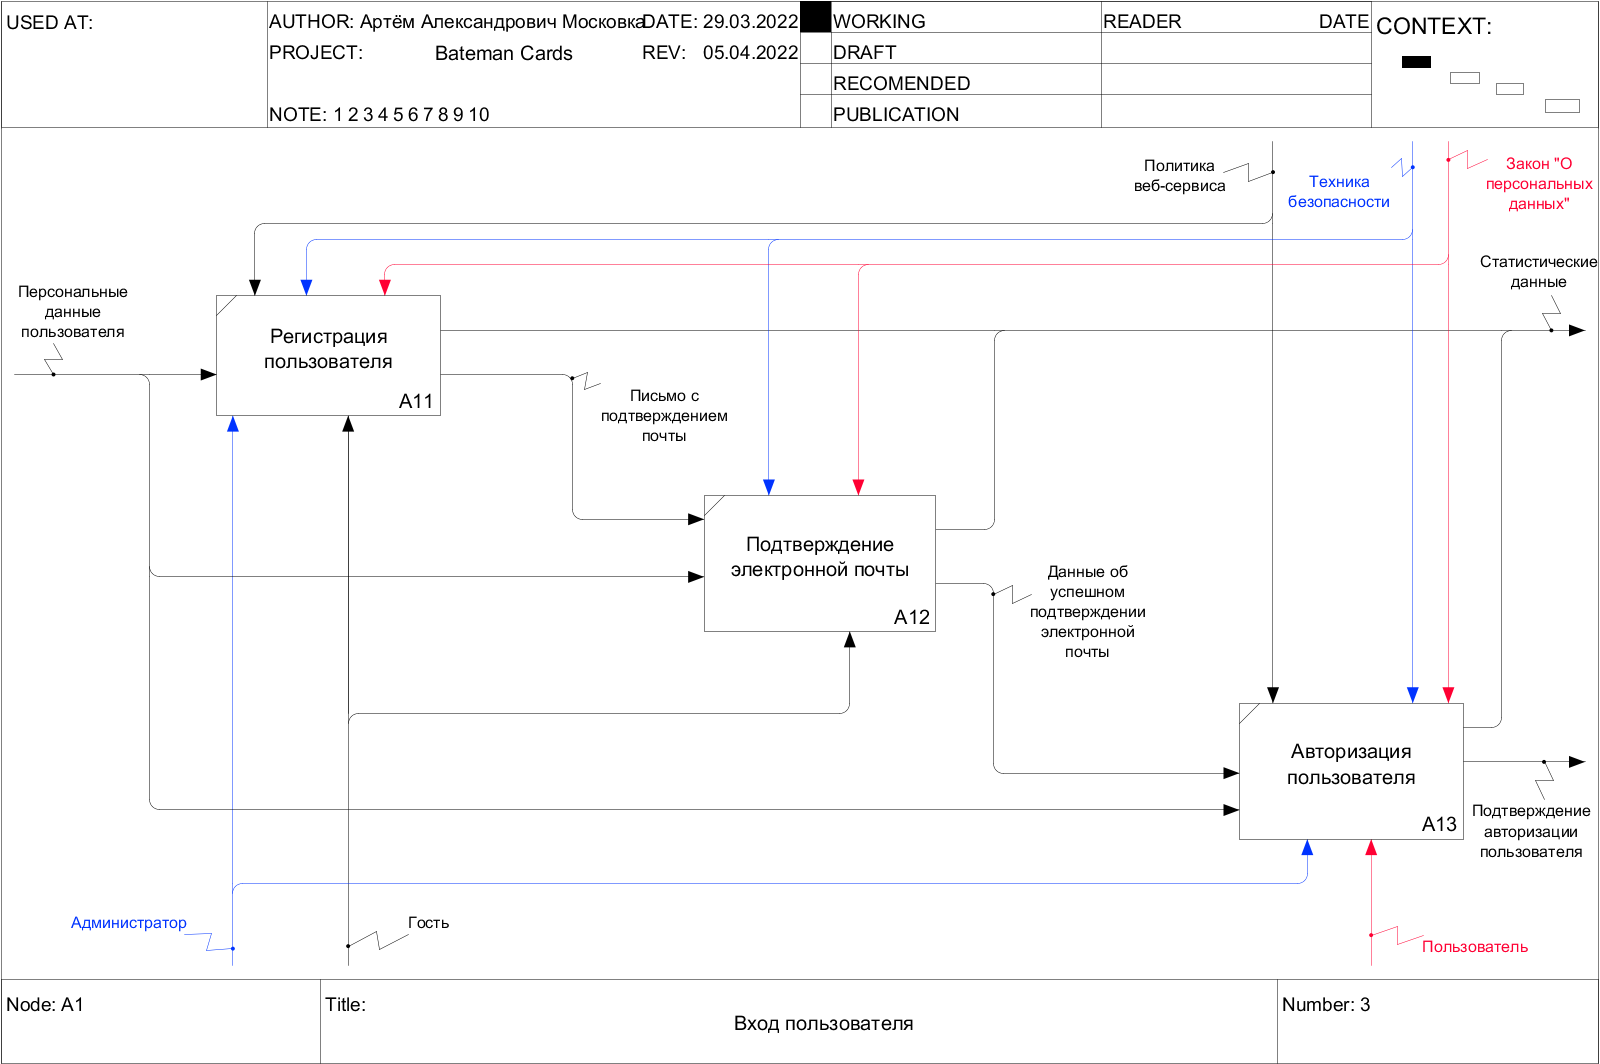 USED AT:
AUTHOR: Артём Александрович Московка
DATE: 29.03.2022
WORKING
READER
DATE
CONTEXT:
PROJECT:
Bateman Cards
REV:
05.04.2022
DRAFT
RECOMENDED
NOTE: 1 2 3 4 5 6 7 8 9 10
PUBLICATION
Политика
веб-сервиса
Техника
безопасности
Закон "О
персональных
данных"
Статистические
данные
Персональные
данные
пользователя
Регистрация
пользователя
A11
Письмо с
подтверждением
почты
Подтверждение
электронной почты
A12
Данные об
успешном
подтверждении
электронной
почты
Авторизация
пользователя
A13
Подтверждение
авторизации
пользователя
Администратор
Гость
Пользователь
Node: A1
Title:
Вход пользователя
Number: 3